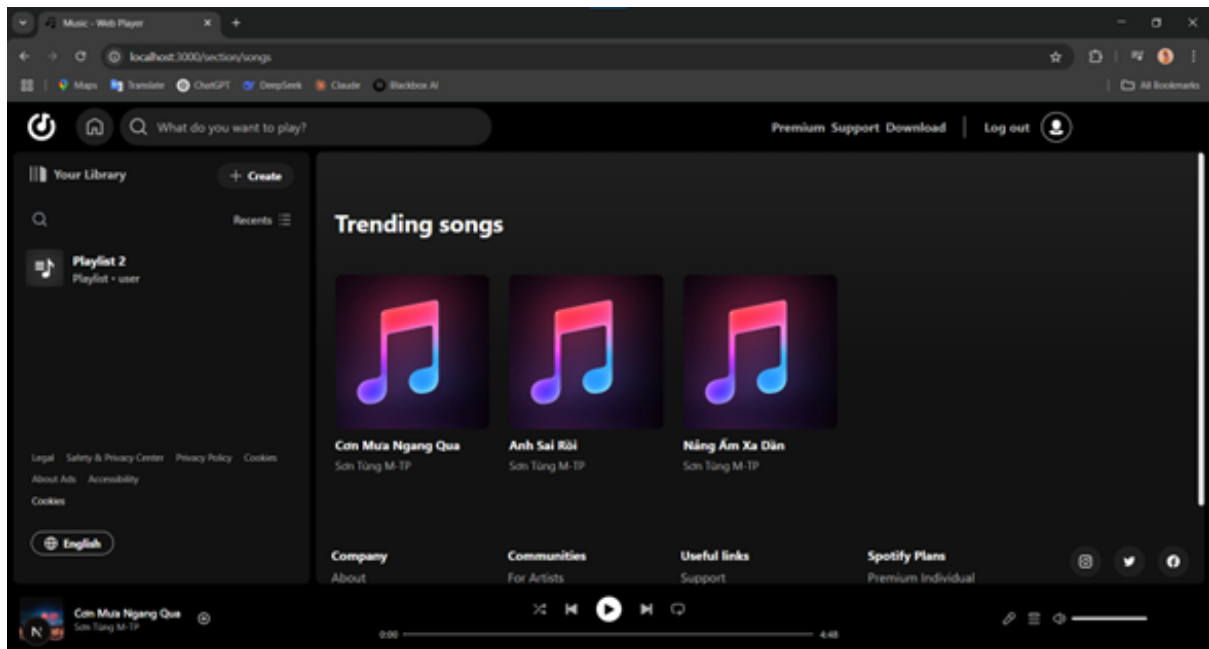 Music - Web Player
localhost:3000/section/songs
Maps Translate ChatGPT DeepSeek Claude Blackbox AI All Bookmarks
What do you want to play?
Premium Support Download Log out
Your Library + Create
Recents
Playlist 2
Playlist • user
Legal Safety & Privacy Center Privacy Policy Cookies
About Ads Accessibility
Cookies
English
Trending songs
Cơn Mưa Ngang Qua
Sơn Tùng M-TP
Anh Sai Rồi
Sơn Tùng M-TP
Nắng Ấm Xa Dần
Sơn Tùng M-TP
Company
About
Communities
For Artists
Useful links
Support
Spotify Plans
Premium Individual
Cơn Mưa Ngang Qua
Sơn Tùng M-TP
N
0:00 4:48